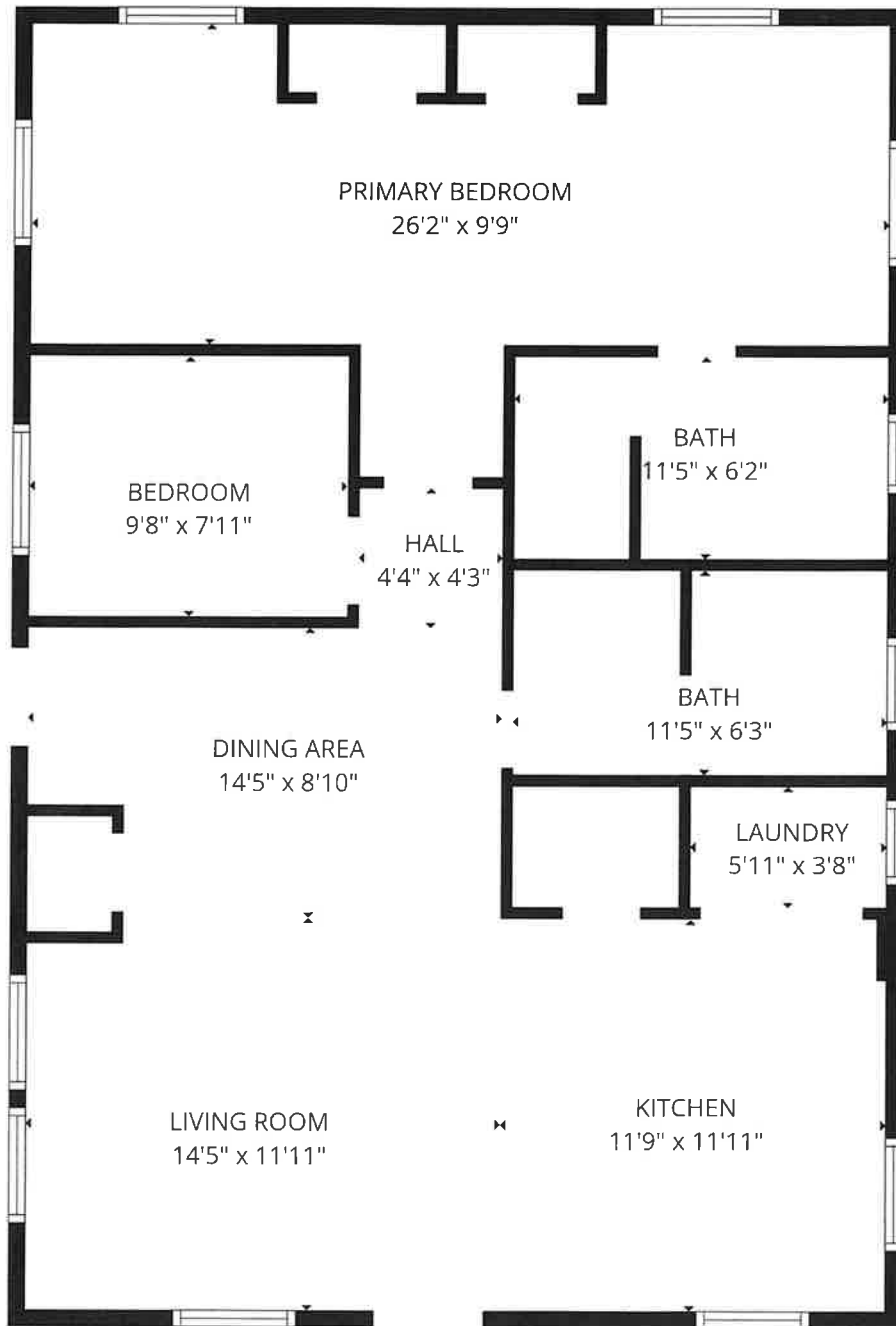 PRIMARY BEDROOM
26'2" x 9'9"
BATH
11'5" x 6'2"
BEDROOM
9'8" x 7'11"
HALL
4'4" x 4'3"
BATH
11'5" x 6'3"
DINING AREA
14'5" x 8'10"
LAUNDRY
5'11" x 3'8"
LIVING ROOM
14'5" x 11'11"
KITCHEN
11'9" x 11'11"